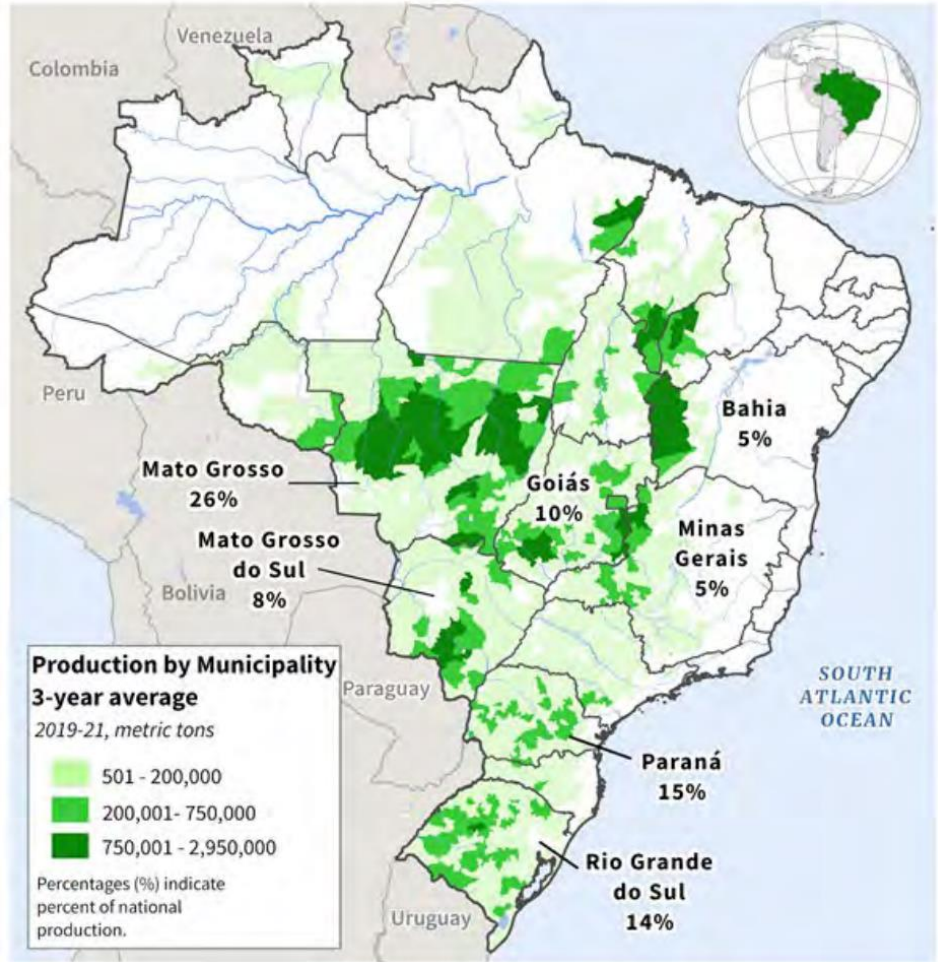 Venezuela
Colombia
Peru
Bahia
5%
Mato Grosso
26%
Goiás
10%
Minas
Gerais
5%
Mato Grosso
do Sul
8%
Bolivia
Production by Municipality
3-year average
2019-21, metric tons
501 - 200,000
200,001- 750,000
750,001 - 2,950,000
Percentages (%) indicate
percent of national
production.
Paraguay
SOUTH
ATLANTIC
OCEAN
Paraná
15%
Rio Grande
do Sul
14%
Uruguay